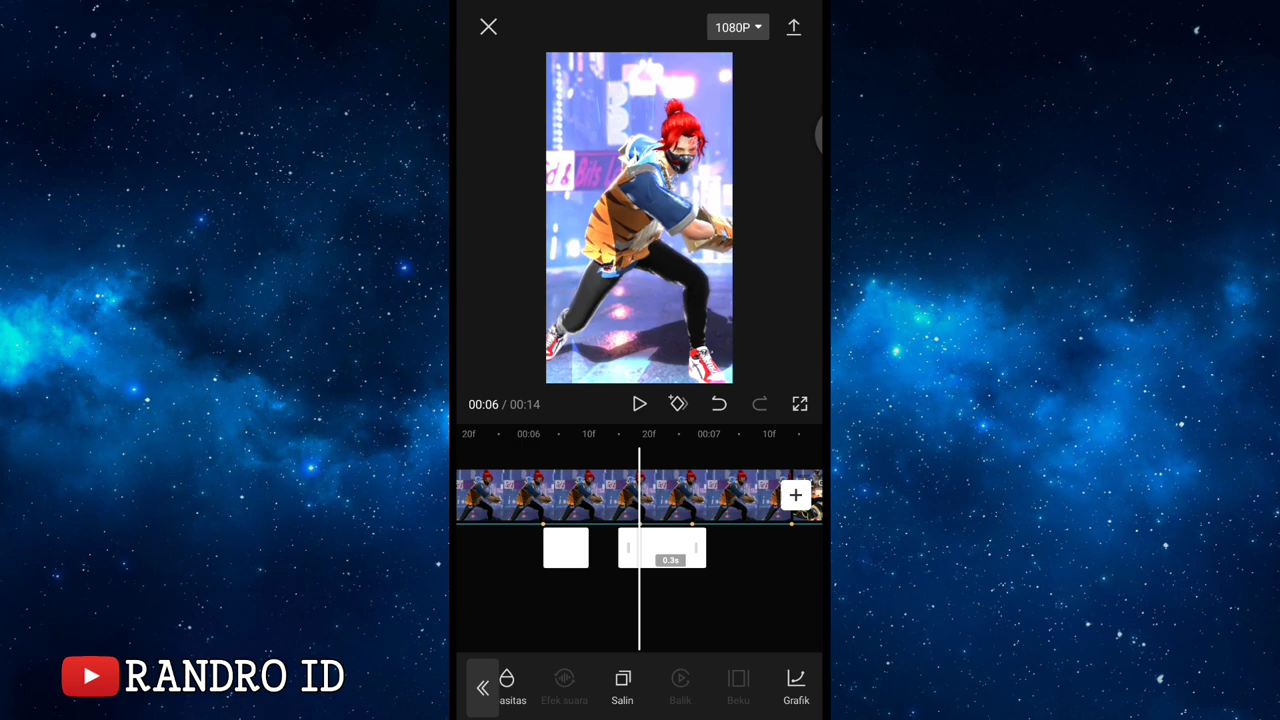 1080P
Bits
00:06 / 00:14
20f 00:06 10f 20f 00:07 10f
0.3s
asitas Efek suara Salin Balik Beku Grafik
RANDRO ID